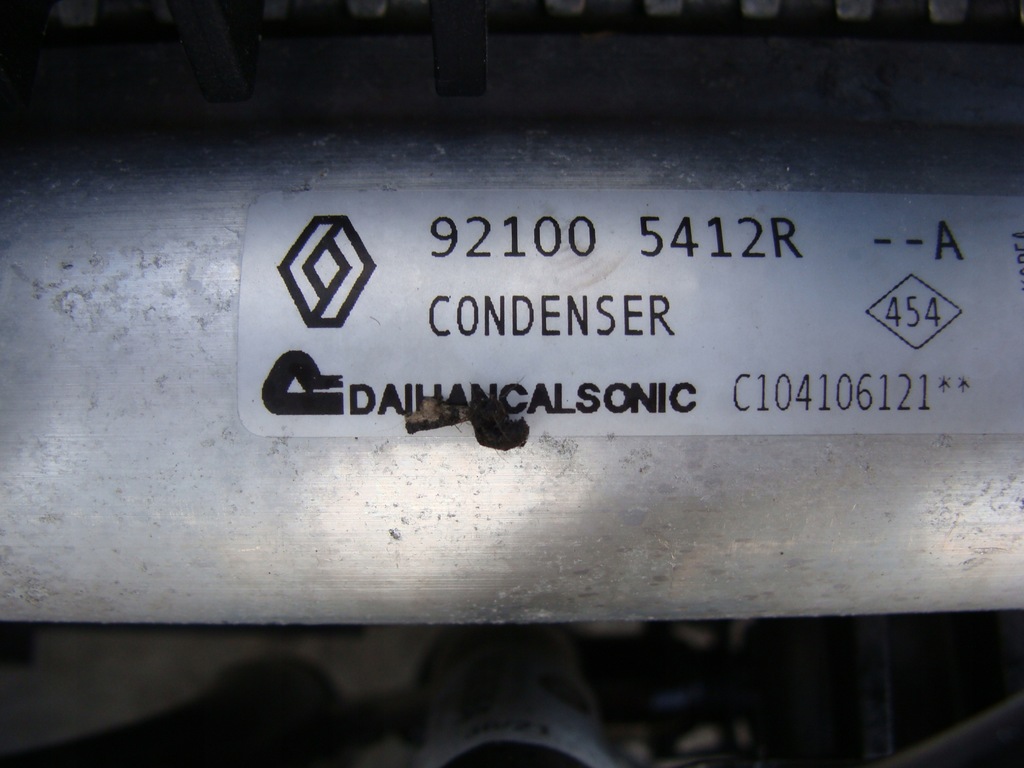 92100 5412R --A
CONDENSER
454
DAIHANCALSONIC C104106121**